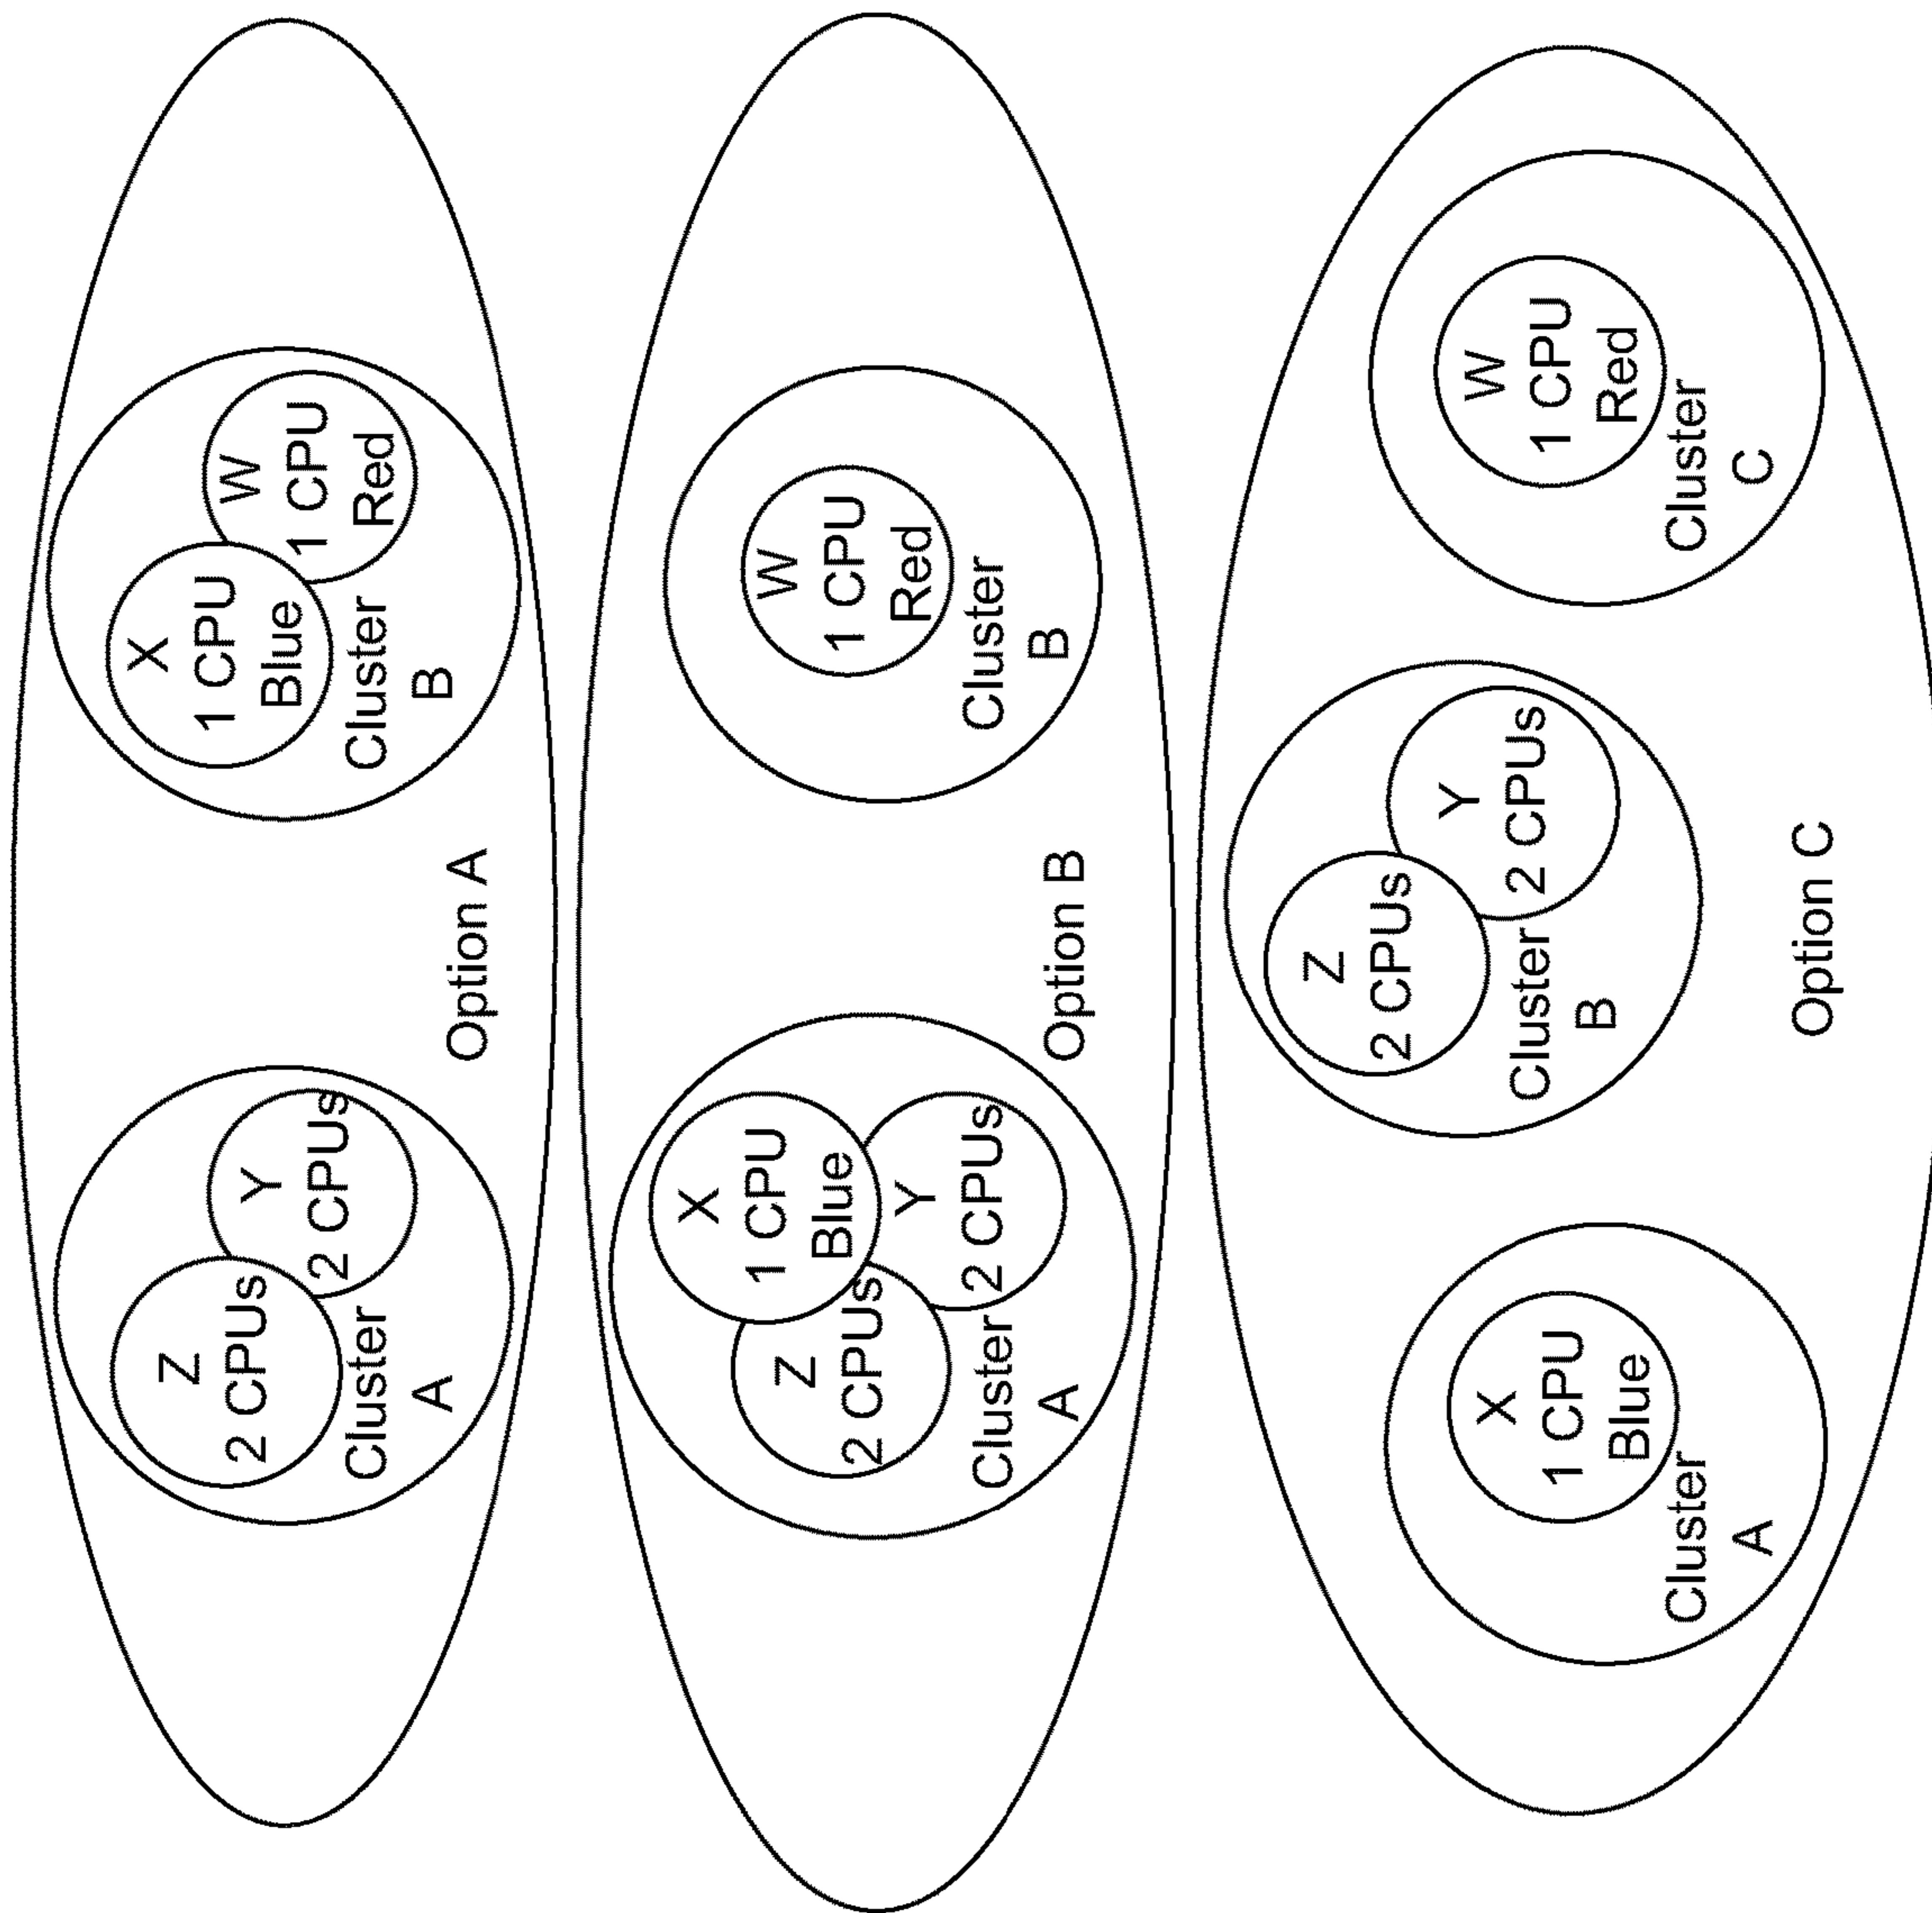 Z
2 CPUs
Y
2 CPUs
Cluster
A
X
1 CPU
Blue
W
1 CPU
Red
Cluster
B
Option A
X
1 CPU
Blue
Z
2 CPUs
Y
2 CPUs
Cluster
A
W
1 CPU
Red
Cluster
B
Option B
X
1 CPU
Blue
Cluster
A
Z
2 CPUs
Y
2 CPUs
Cluster
B
W
1 CPU
Red
Cluster
C
Option C